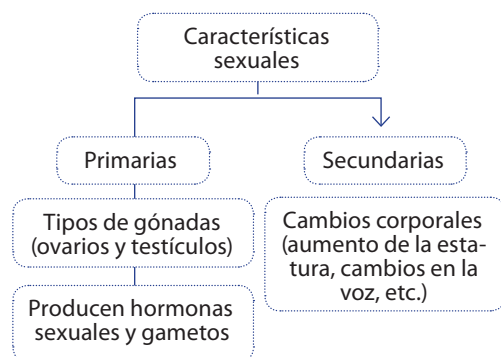 Características
sexuales
Primarias
Secundarias
Tipos de gónadas
(ovarios y testículos)
Producen hormonas
sexuales y gametos
Cambios corporales
(aumento de la esta-
tura, cambios en la
voz, etc.)